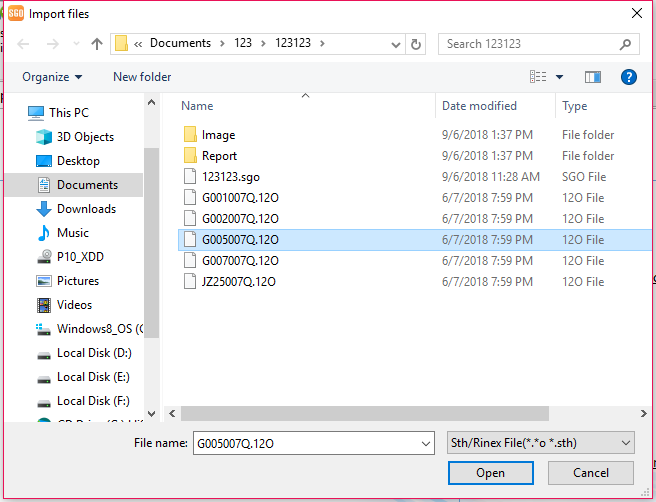 SGO Import files
« Documents > 123 > 123123 >
Search 123123
Organize New folder
?
Name Date modified Type
This PC
3D Objects
Desktop
Documents
Downloads
Music
P10_XDD
Pictures
Videos
Windows8_OS (C
Local Disk (D:)
Local Disk (E:)
Local Disk (F:)
Image 9/6/2018 1:37 PM File folder
Report 9/6/2018 1:37 PM File folder
123123.sgo 9/6/2018 11:28 AM SGO File
G001007Q.12O 6/7/2018 7:59 PM 12O File
G002007Q.12O 6/7/2018 7:59 PM 12O File
G005007Q.12O 6/7/2018 7:59 PM 12O File
G007007Q.12O 6/7/2018 7:59 PM 12O File
JZ25007Q.12O 6/7/2018 7:59 PM 12O File
File name: G005007Q.12O Sth/Rinex File(*.*o *.sth)
Open Cancel